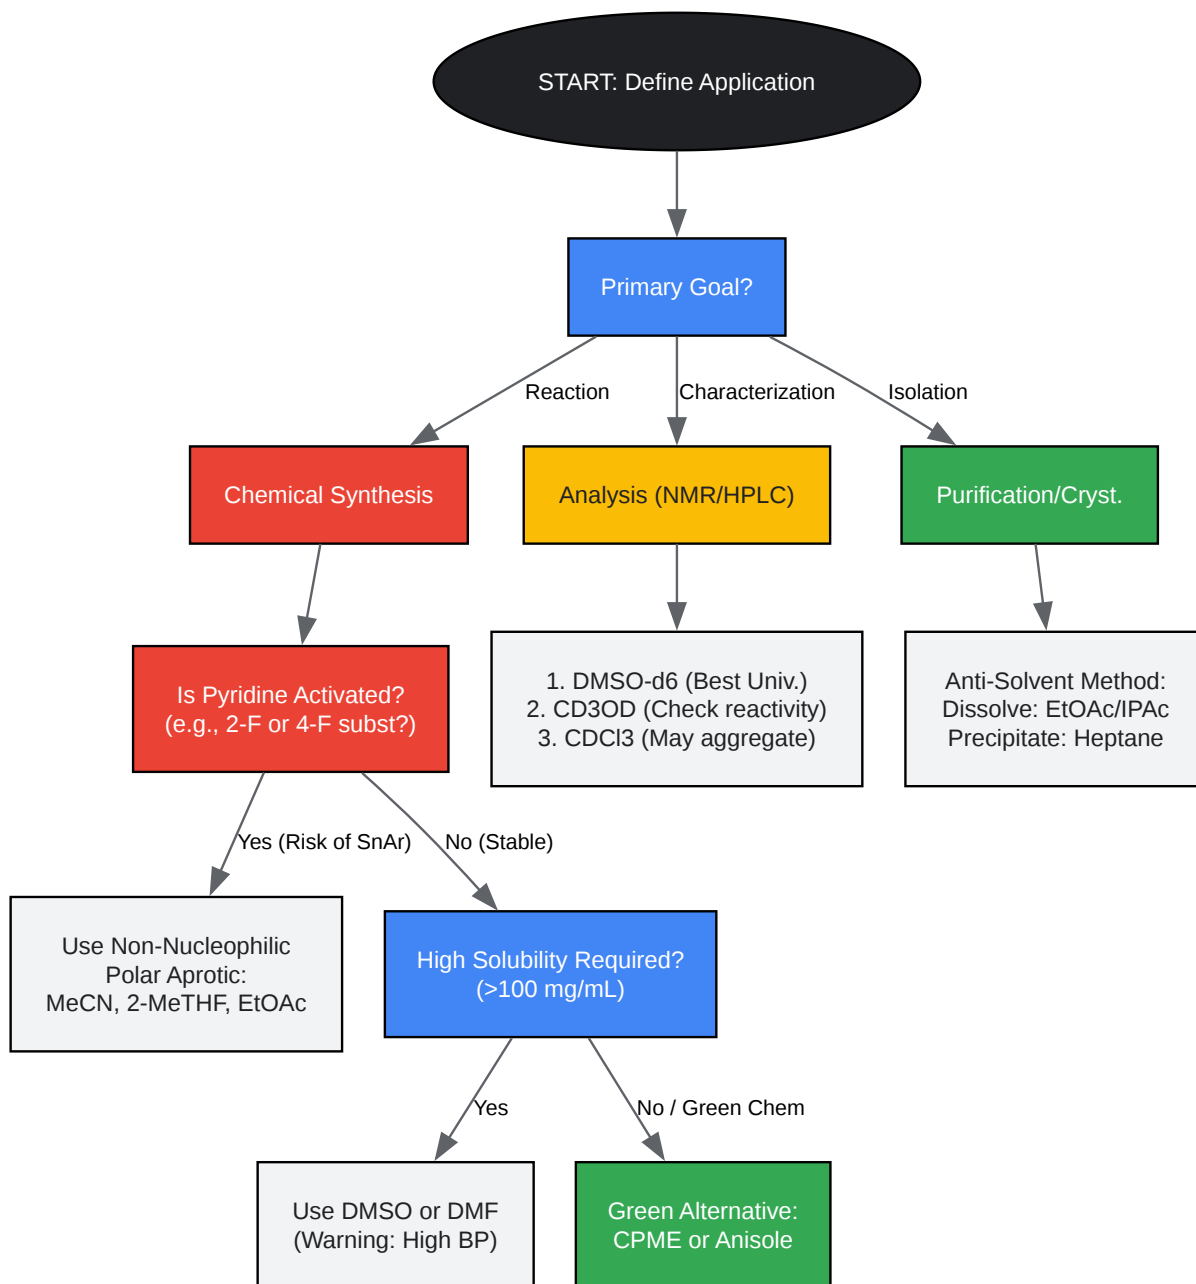 START: Define Application
Primary Goal?
Reaction
Characterization
Isolation
Chemical Synthesis
Analysis (NMR/HPLC)
Purification/Cryst.
Is Pyridine Activated?
(e.g., 2-F or 4-F subst?)
1. DMSO-d6 (Best Univ.)
2. CD3OD (Check reactivity)
3. CDCl3 (May aggregate)
Anti-Solvent Method:
Dissolve: EtOAc/IPAc
Precipitate: Heptane
Yes (Risk of SnAr)
No (Stable)
Use Non-Nucleophilic
Polar Aprotic:
MeCN, 2-MeTHF, EtOAc
High Solubility Required?
(>100 mg/mL)
Yes
No / Green Chem
Use DMSO or DMF
(Warning: High BP)
Green Alternative:
CPME or Anisole